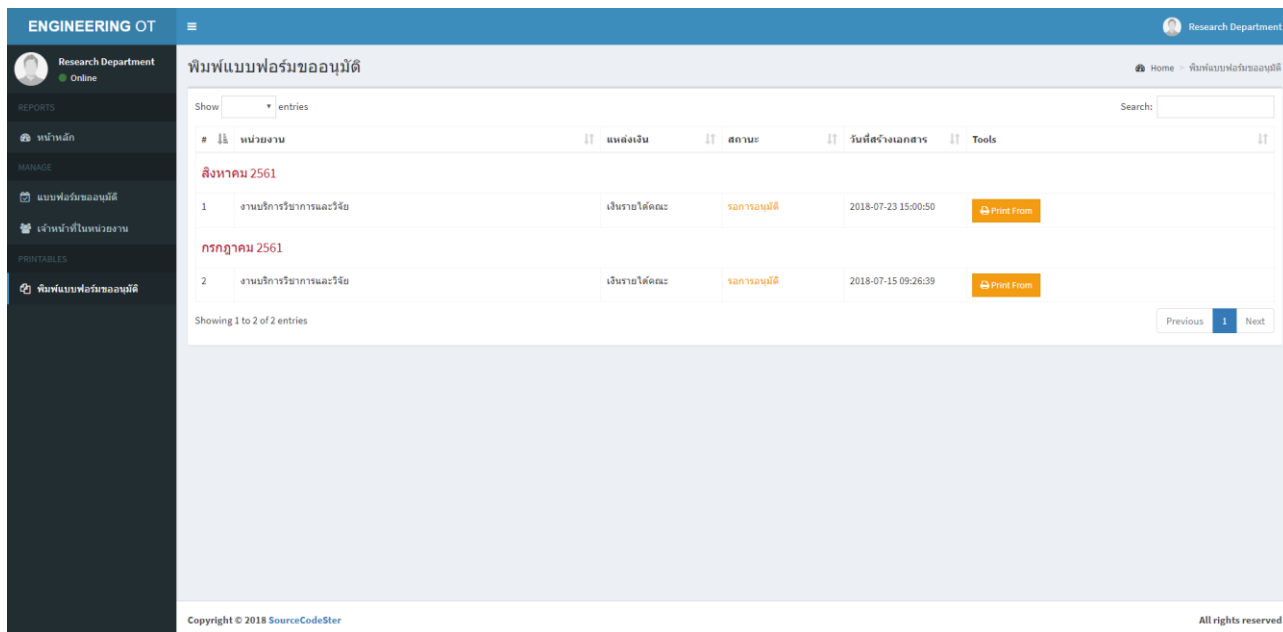 ENGINEERING OT
Research Department
Research Department
Online
พิมพ์แบบฟอร์มขออนุมัติ
Home > พิมพ์แบบฟอร์มขออนุมัติ
REPORTS
หน้าหลัก
MANAGE
แบบฟอร์มขออนุมัติ
เจ้าหน้าที่ในหน่วยงาน
PRINTABLES
พิมพ์แบบฟอร์มขออนุมัติ
Show entries
Search:
# หน่วยงาน แหล่งเงิน สถานะ วันที่สร้างเอกสาร Tools
สิงหาคม 2561
1 งานบริการวิชาการและวิจัย เงินรายได้คณะ รอการอนุมัติ 2018-07-23 15:00:50 Print From
กรกฎาคม 2561
2 งานบริการวิชาการและวิจัย เงินรายได้คณะ รอการอนุมัติ 2018-07-15 09:26:39 Print From
Showing 1 to 2 of 2 entries
Previous 1 Next
Copyright © 2018 SourceCodeSter
All rights reserved